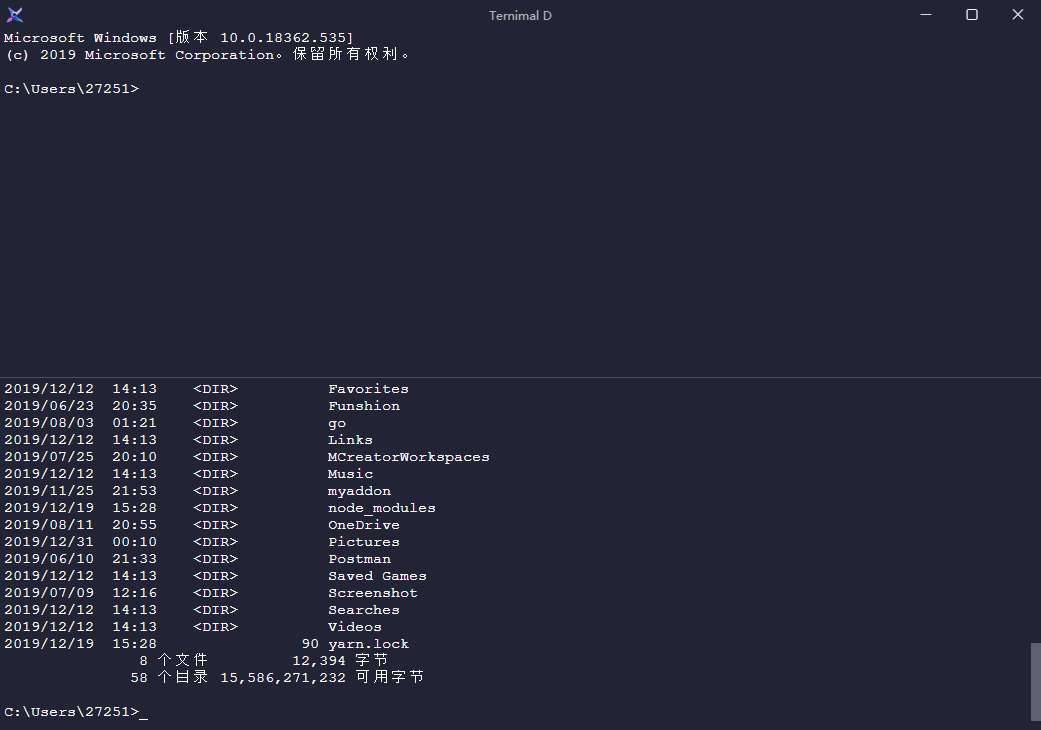 Ternimal D
Microsoft Windows [版本 10.0.18362.535]
(c) 2019 Microsoft Corporation。保留所有权利。
C:\Users\27251>
2019/12/12  14:13    <DIR>          Favorites
2019/06/23  20:35    <DIR>          Funshion
2019/08/03  01:21    <DIR>          go
2019/12/12  14:13    <DIR>          Links
2019/07/25  20:10    <DIR>          MCreatorWorkspaces
2019/12/12  14:13    <DIR>          Music
2019/11/25  21:53    <DIR>          myaddon
2019/12/19  15:28    <DIR>          node_modules
2019/08/11  20:55    <DIR>          OneDrive
2019/12/31  00:10    <DIR>          Pictures
2019/06/10  21:33    <DIR>          Postman
2019/12/12  14:13    <DIR>          Saved Games
2019/07/09  12:16    <DIR>          Screenshot
2019/12/12  14:13    <DIR>          Searches
2019/12/12  14:13    <DIR>          Videos
2019/12/19  15:28                90 yarn.lock
               8 个文件         12,394 字节
              58 个目录 15,586,271,232 可用字节
C:\Users\27251>_